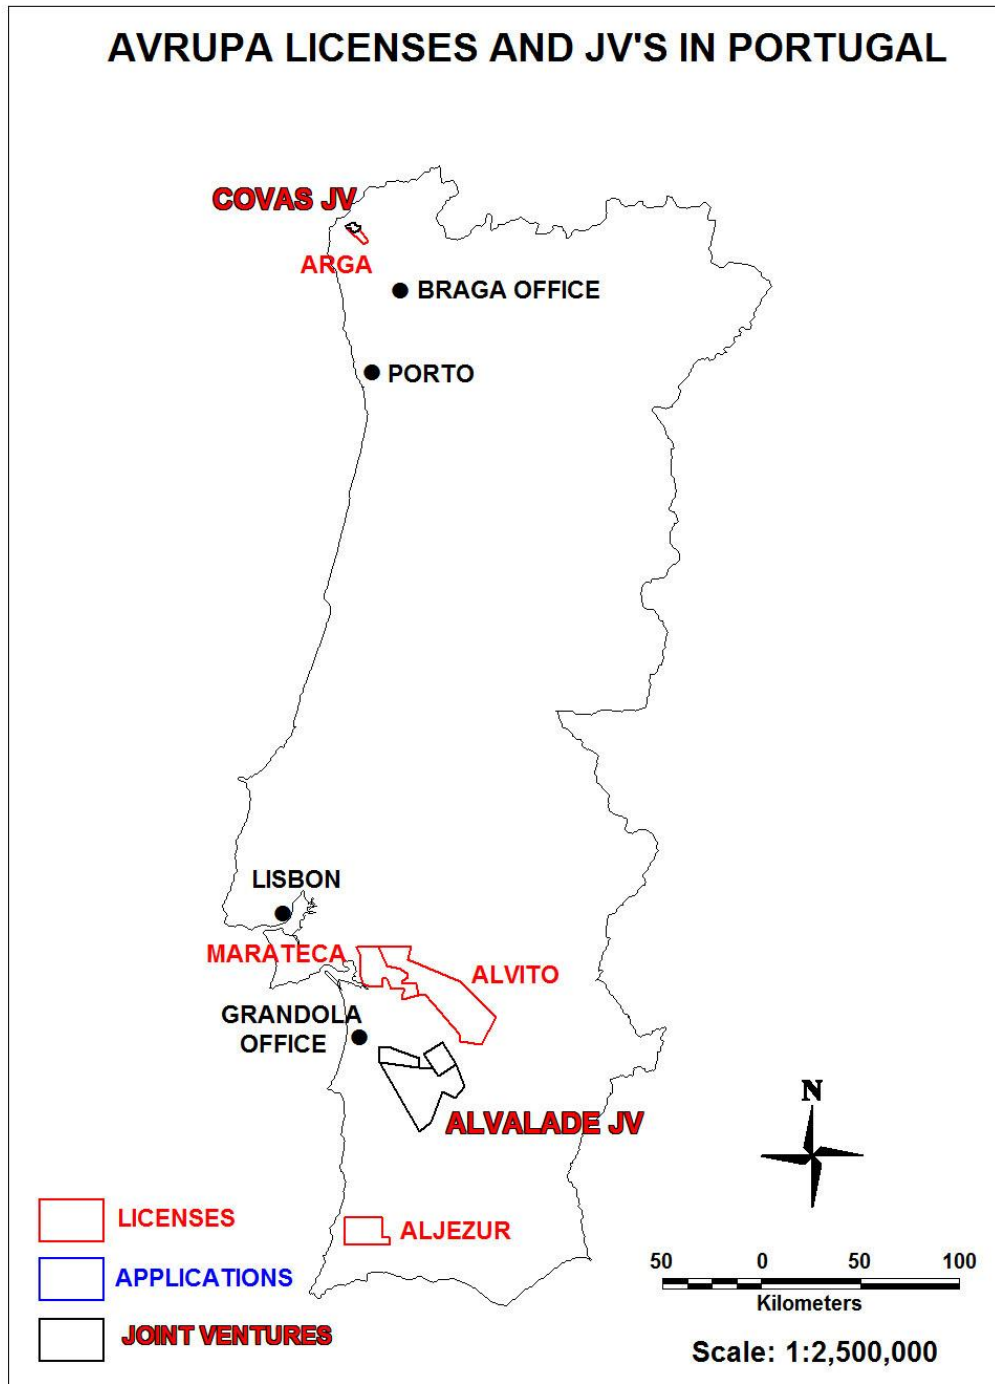 AVRUPA LICENSES AND JV'S IN PORTUGAL
COVAS JV
ARGA
BRAGA OFFICE
PORTO
LISBON
MARATECA
ALVITO
GRANDOLA
OFFICE
ALVALADE JV
N
LICENSES
ALJEZUR
APPLICATIONS
50 0 50 100
Kilometers
JOINT VENTURES
Scale: 1:2,500,000